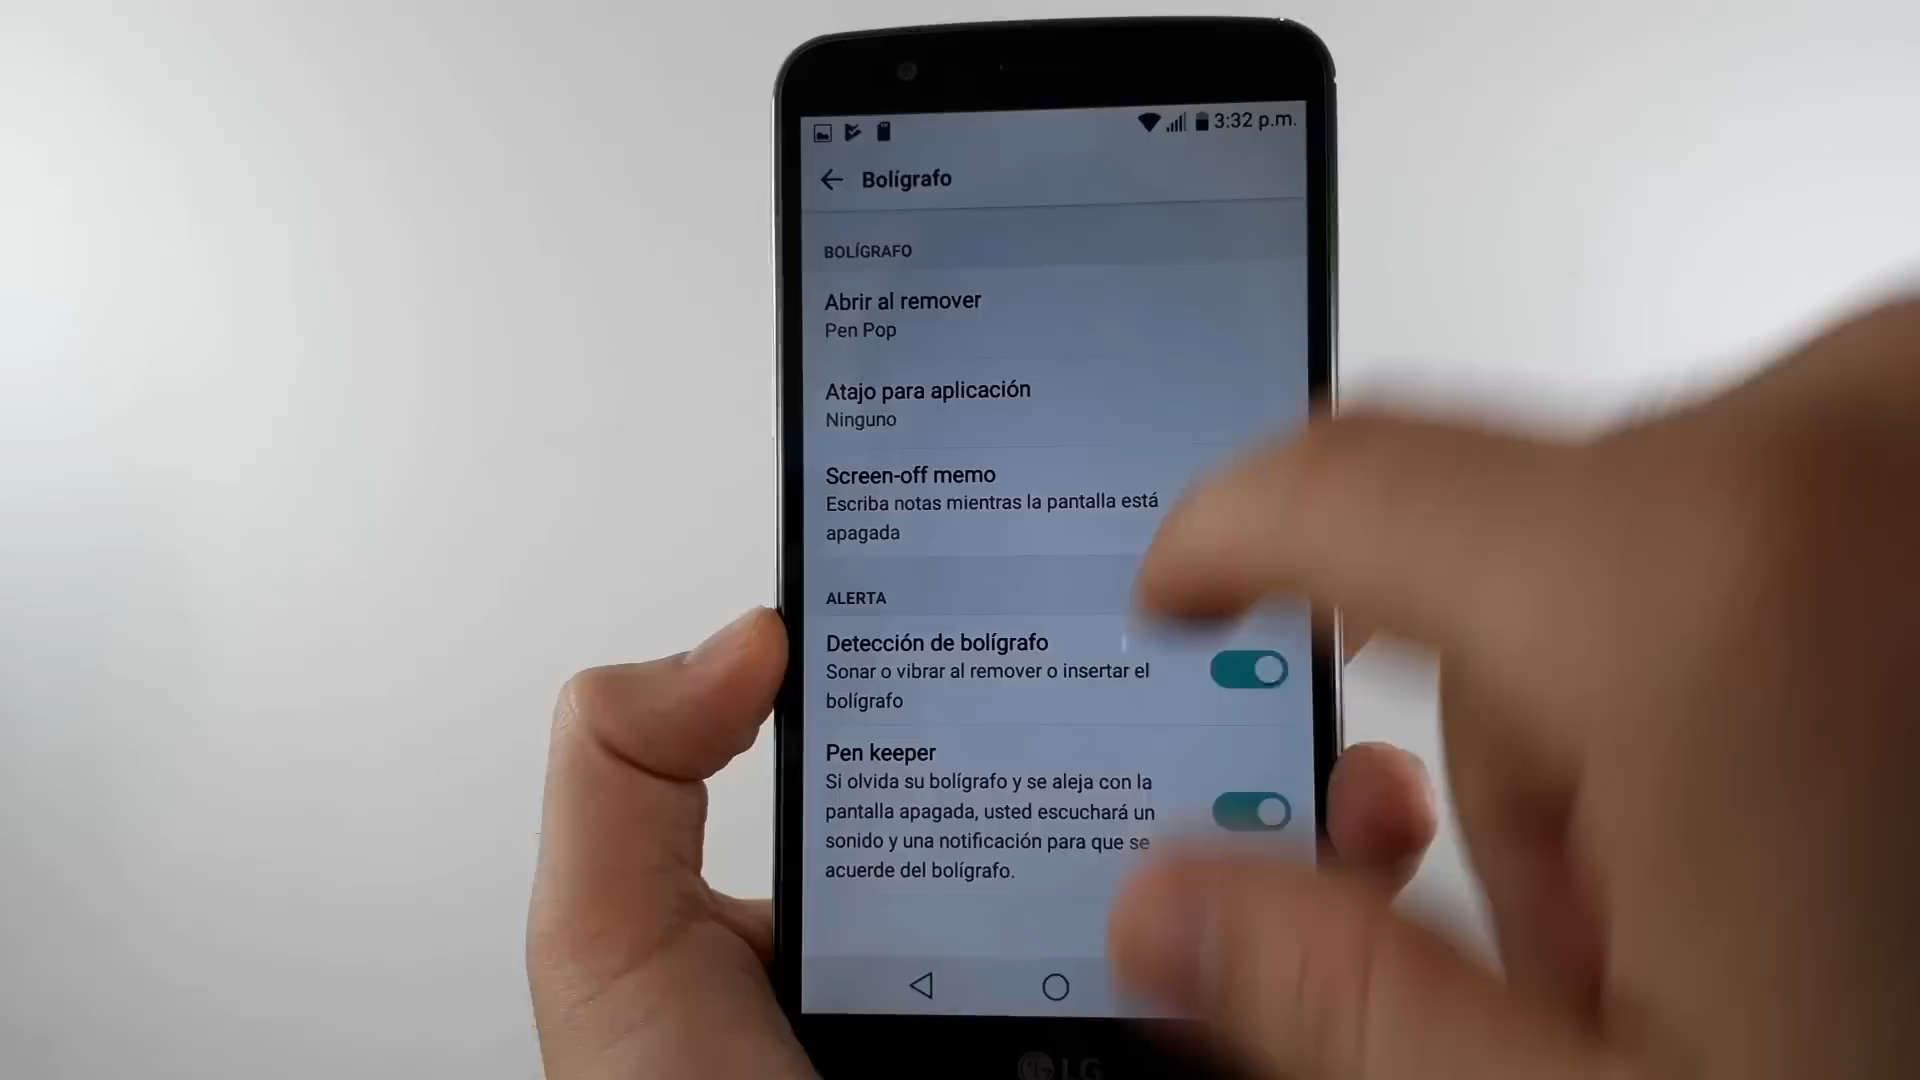 3:32 p.m.
Bolígrafo
BOLÍGRAFO
Abrir al remover
Pen Pop
Atajo para aplicación
Ninguno
Screen-off memo
Escriba notas mientras la pantalla está
apagada
ALERTA
Detección de bolígrafo
Sonar o vibrar al remover o insertar el
bolígrafo
Pen keeper
Si olvida su bolígrafo y se aleja con la
pantalla apagada, usted escuchará un
sonido y una notificación para que se
acuerde del bolígrafo.
LG